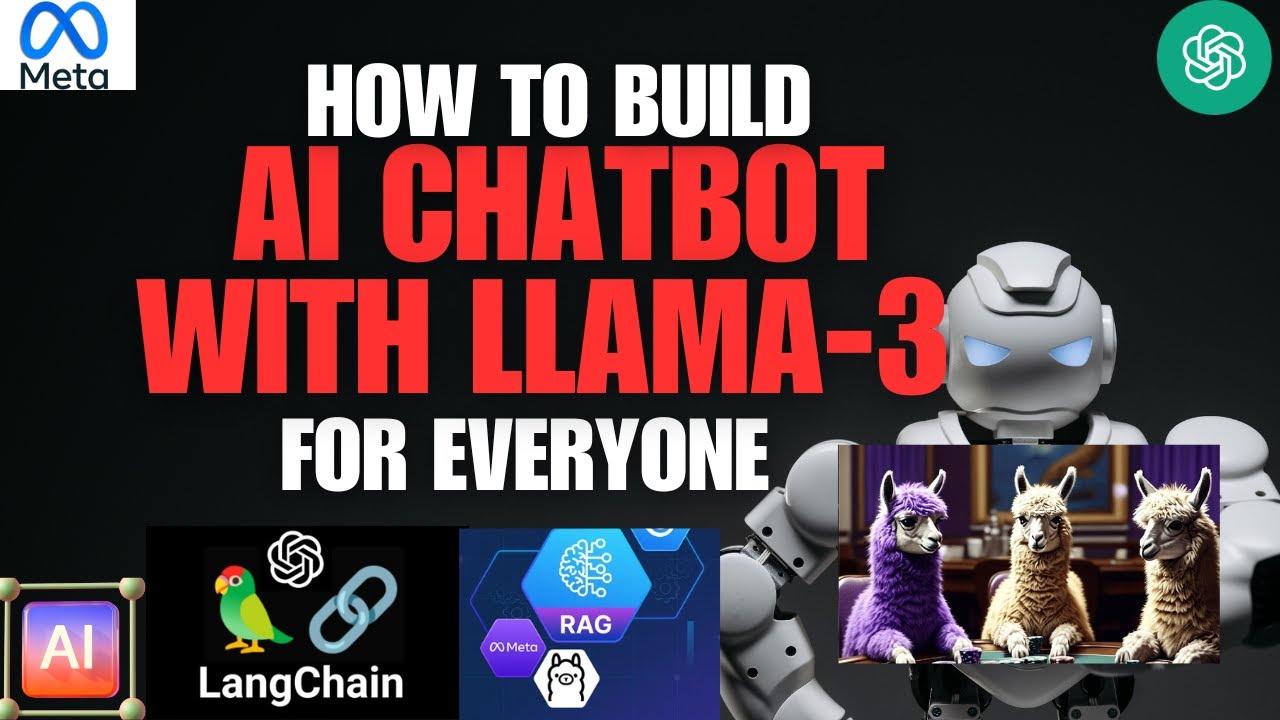 Meta
HOW TO BUILD
AI CHATBOT
WITH LLAMA-3
FOR EVERYONE
AI
LangChain
RAG
Meta